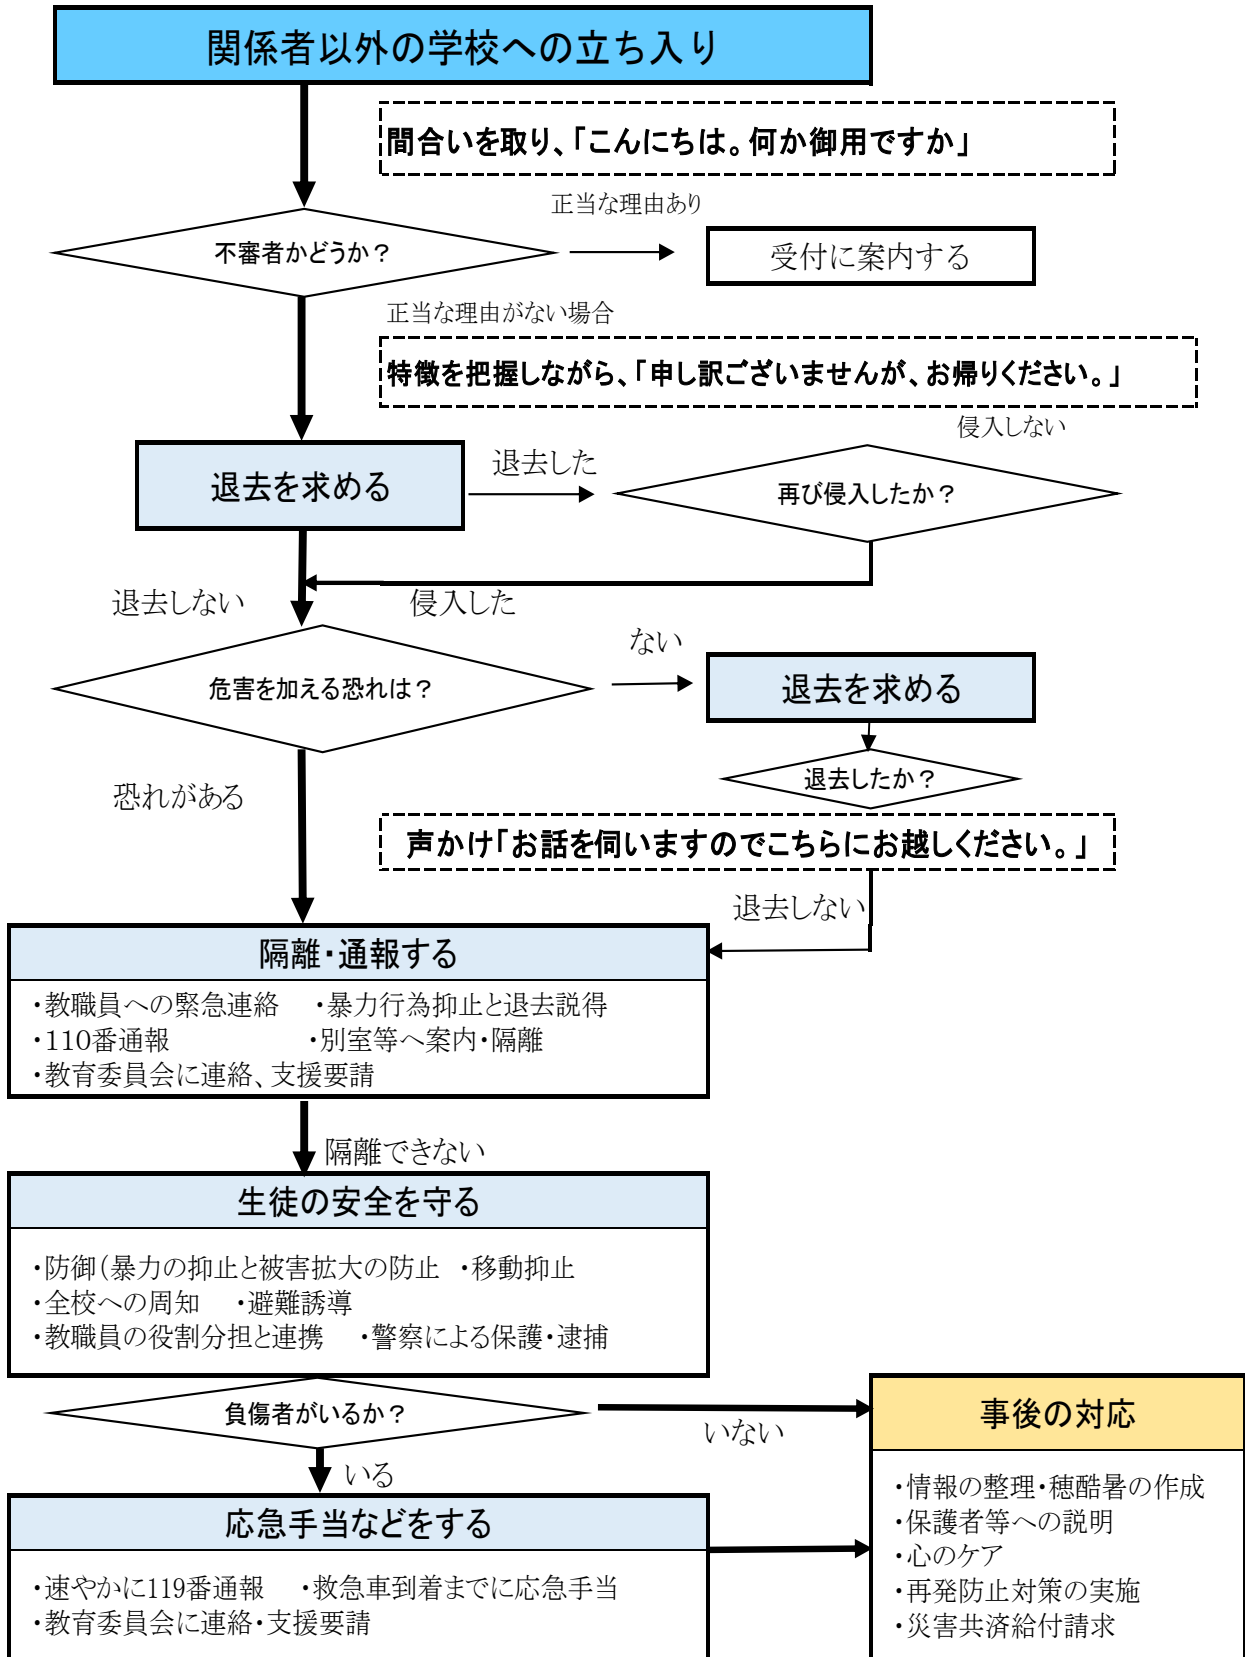 関係者以外の学校への立ち入り
間合いを取り、「こんにちは。何か御用ですか」
正当な理由あり
不審者かどうか？
受付に案内する
正当な理由がない場合
特徴を把握しながら、「申し訳ございませんが、お帰りください。」
侵入しない
退去を求める
退去した
再び侵入したか？
退去しない
侵入した
ない
危害を加える恐れは？
退去を求める
退去したか？
恐れがある
声かけ「お話を伺いますのでこちらにお越しください。」
退去しない
隔離・通報する
・教職員への緊急連絡　・暴力行為抑止と退去説得
・110番通報　・別室等へ案内・隔離
・教育委員会に連絡、支援要請
隔離できない
生徒の安全を守る
・防御（暴力の抑止と被害拡大の防止　・移動抑止
・全校への周知　・避難誘導
・教職員の役割分担と連携　・警察による保護・逮捕
負傷者がいるか？
いない
いる
応急手当などをする
・速やかに119番通報　・救急車到着までに応急手当
・教育委員会に連絡・支援要請
事後の対応
・情報の整理・穂酷暑の作成
・保護者等への説明
・心のケア
・再発防止対策の実施
・災害共済給付請求